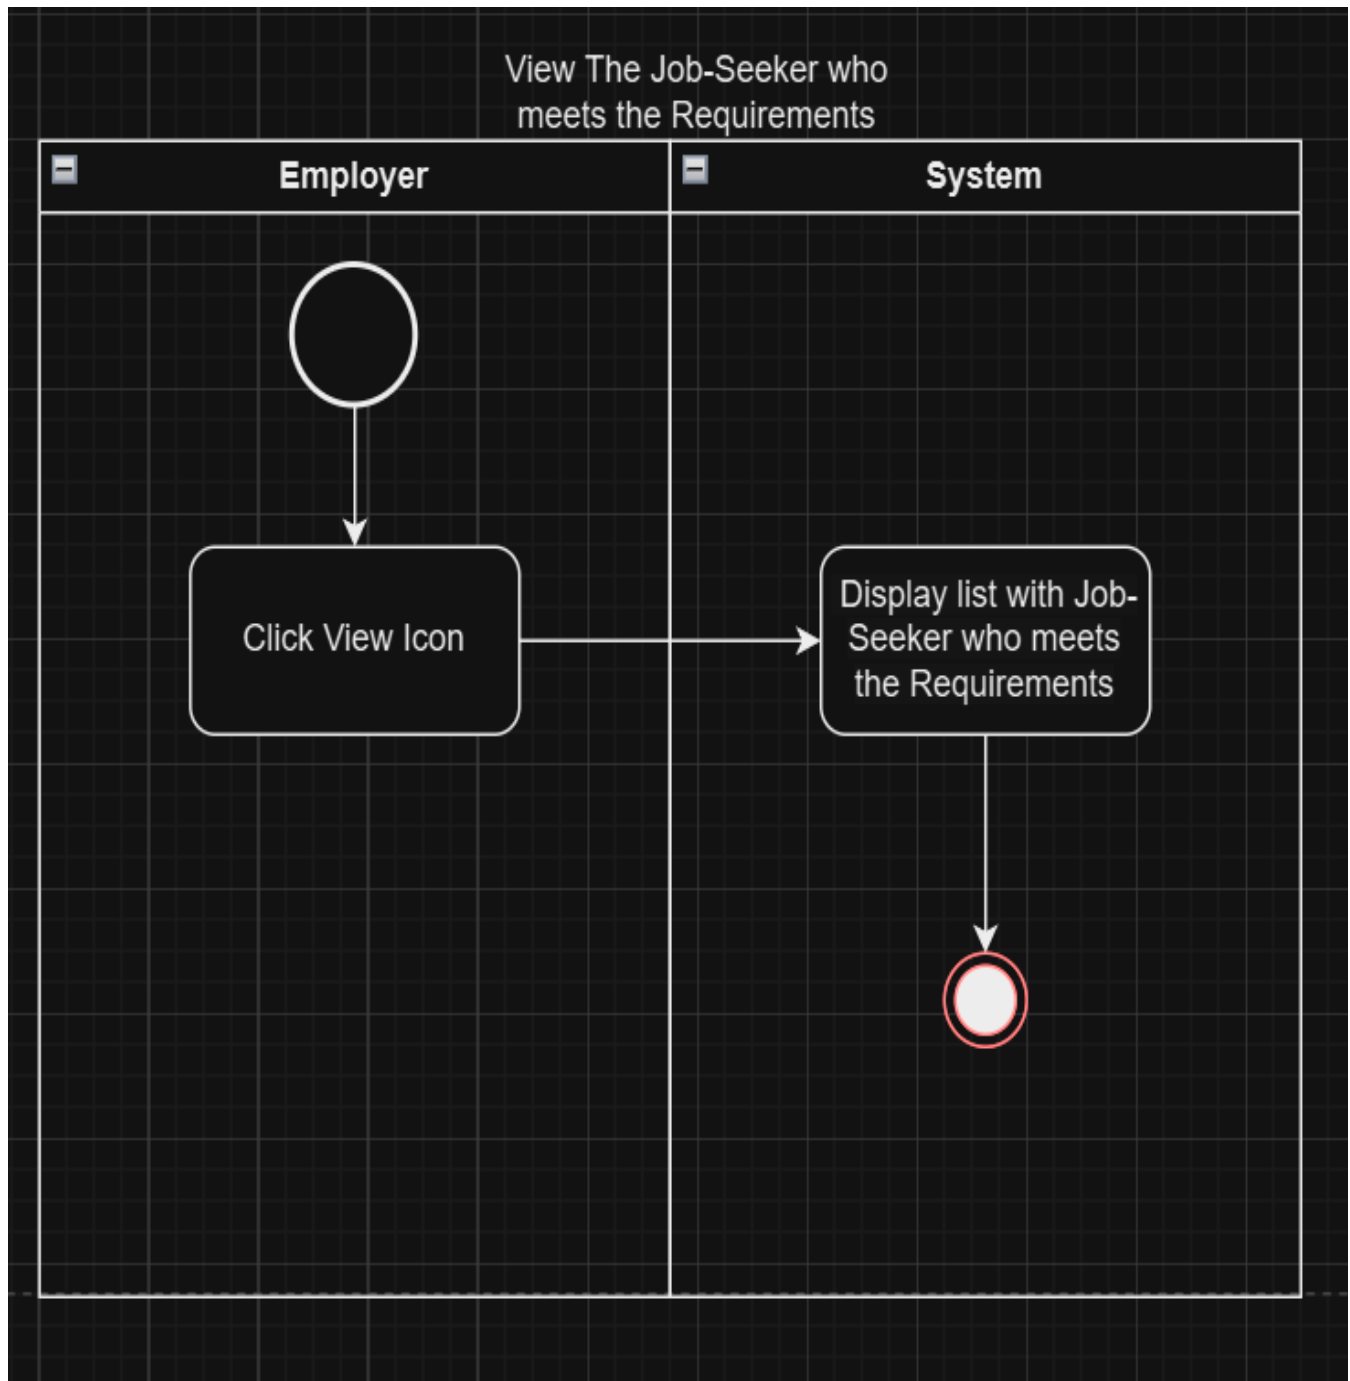 View The Job-Seeker who
meets the Requirements
Employer
System
Click View Icon
Display list with Job-
Seeker who meets
the Requirements